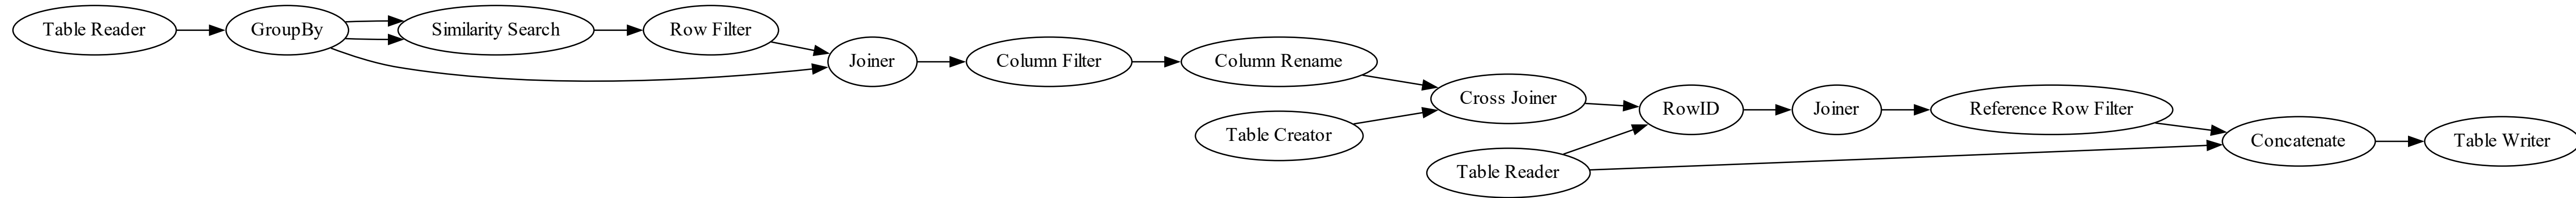 Table Reader
GroupBy
Similarity Search
Row Filter
Joiner
Column Filter
Column Rename
Table Creator
Cross Joiner
Table Reader
RowID
Joiner
Reference Row Filter
Concatenate
Table Writer